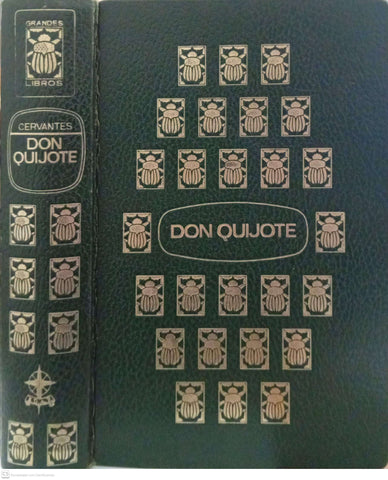 GRANDES
LIBROS
CERVANTES
DON
QUIJOTE
DON QUIJOTE